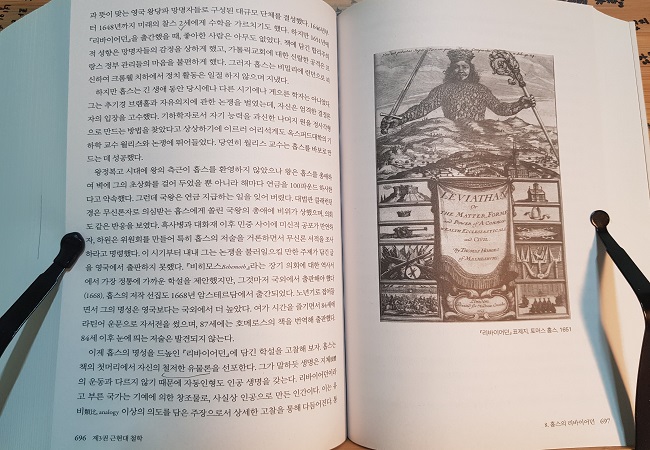 과 뜻이 맞는 영국 왕당파 망명자들로 구성된 대규모 단체를 결성했다. 1646년부
터 1648년까지 미래의 찰스 2세에게 수학을 가르치기도 했다. 하지만 1651년에
『리바이어던』을 출간했을 때, 좋아한 사람은 아무도 없었다. 책에 담긴 합리주의
적 성향은 망명자들의 감정을 상하게 했고, 가톨릭교회에 대한 신랄한 공격은 프
랑스 정부 관리들의 마음을 불편하게 했다. 그러자 홉스는 비밀리에 런던으로 피
신하여 크롬웰 치하에서 정치 활동은 일절 하지 않으며 지냈다.
하지만 홉스는 긴 생애 동안 당시에나 다른 시기에나 게으른 학자는 아니었다.
그는 추기경 브램홀과 자유의지에 관한 논쟁을 벌였는데, 자신은 엄격한 결정론
자의 입장을 고수했다. 기하학자로서 자기 능력을 과신한 나머지 원을 정사각형
으로 만드는 방법을 찾았다고 상상하기에 이르러 어리석게도 옥스퍼드대학의 기
하학 교수 월리스와 논쟁에 뛰어들었다. 당연히 월리스 교수는 홉스를 바보로 만
드는 데 성공했다.
왕정복고 시대에 왕의 측근이 홉스를 환영하지 않았으나 왕은 홉스를 총애하
여 벽에 그의 초상화를 걸어 두었을 뿐 아니라 해마다 연금을 100파운드 하사한
다고 약속했다. 그런데 국왕은 연금 지급하는 일을 잊어 버렸다. 대법관 클래런던
경은 무신론자로 의심받는 홉스에게 쏠린 국왕의 총애에 비위가 상했으며, 의회
도 같은 반응을 보였다. 흑사병과 대화재 이후 민중 사이에 미신적 공포가 번졌을
자, 하원은 위원회를 만들어 특히 홉스의 저술을 거론하면서 무신론 서적을 조사
하라고 명령했다. 이 시기부터 내내 그는 논쟁을 불러일으킬 만한 주제가 담긴 글
을 영국에서 출판하지 못했다. 『비히모스Behemoth』라는 장기 의회에 대한 역사서
에서 가장 정통에 가까운 학설을 제안했지만, 그것마저 국외에서 출판해야 했다
(1668). 홉스의 저작 선집도 1668년 암스테르담에서 출간되었다. 노년기로 접어들
면서 그의 명성은 영국보다는 국외에서 더 높았다. 여가 시간을 즐기면서 84세에
라틴어 운문으로 자서전을 썼으며, 87세에는 호메로스의 책을 번역해 출판했다.
84세 이후 눈에 띄는 저술은 발견되지 않는다.
이제 홉스의 명성을 드높인 『리바이어던』에 담긴 학설을 고찰해 보자. 홉스는
책의 첫머리에서 자신의 철저한 유물론을 선포한다. 그가 말하듯 생명은 지체
의 운동과 다르지 않기 때문에 자동인형도 인공 생명을 갖는다. 리바이어던이라
고 부른 국가는 기예에 의한 창조물로, 사실상 인공으로 만든 인간이다. 이는 유
비類比, analogy 이상의 의도를 담은 주장으로서 상세한 고찰을 통해 다듬어진다.
696 제3권 근현대 철학
LEVIATHAN
Or
THE MATTER, FORME
and POWER of A COMMON
WEALTH ECCLESIASTICALL
and CIVIL
By THOMAS HOBBES
of MALMESBURY
『리바이어던』 표제지, 토머스 홉스, 1651
8. 홉스의 리바이어던 697